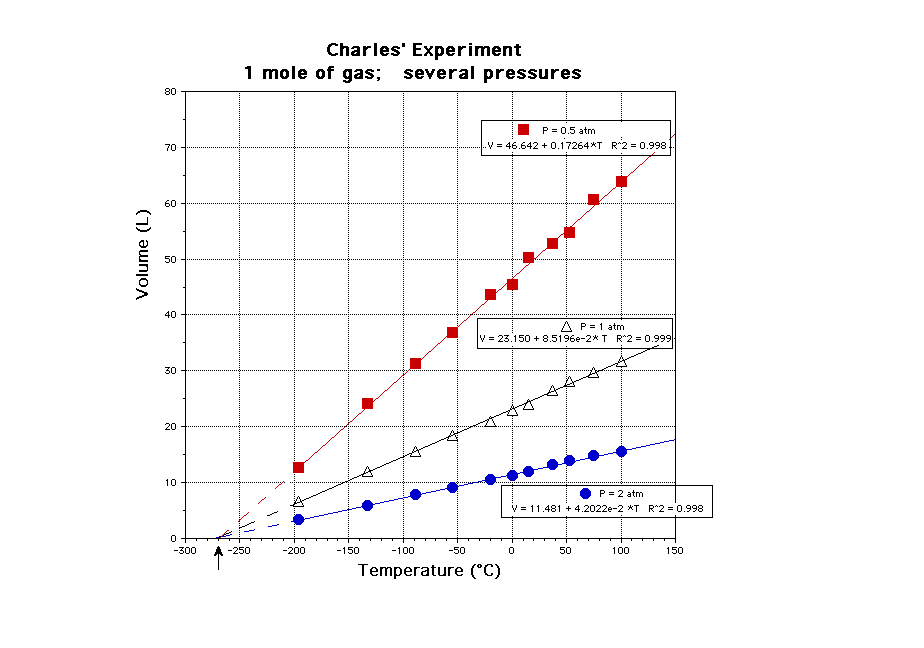 Charles' Experiment
1 mole of gas; several pressures
80
70
60
50
40
30
20
10
0
Volume (L)
P = 0.5 atm
V = 46.642 + 0.17264*T R^2 = 0.998
P = 1 atm
V = 23.150 + 8.5196e-2* T R^2 = 0.999
P = 2 atm
V = 11.481 + 4.2022e-2 *T R^2 = 0.998
-300 -250 -200 -150 -100 -50 0 50 100 150
Temperature (°C)